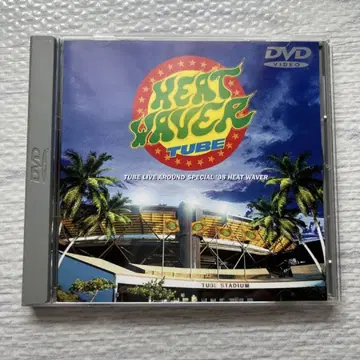 DVD
VIDEO
HEAT
WAVER
TUBE
TUBE LIVE AROUND SPECIAL '98 HEAT WAVER
TUBE STADIUM
DVD